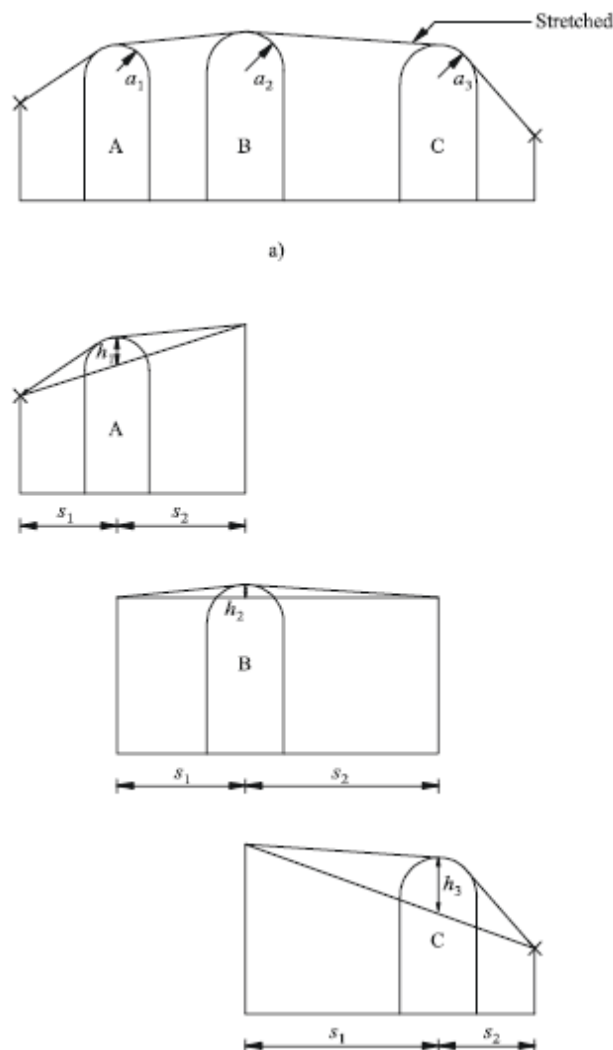 Stretched
a₁
a₂
a₃
A
B
C
a)
h₁
A
s₁
s₂
h₂
B
s₁
s₂
h₃
C
s₁
s₂